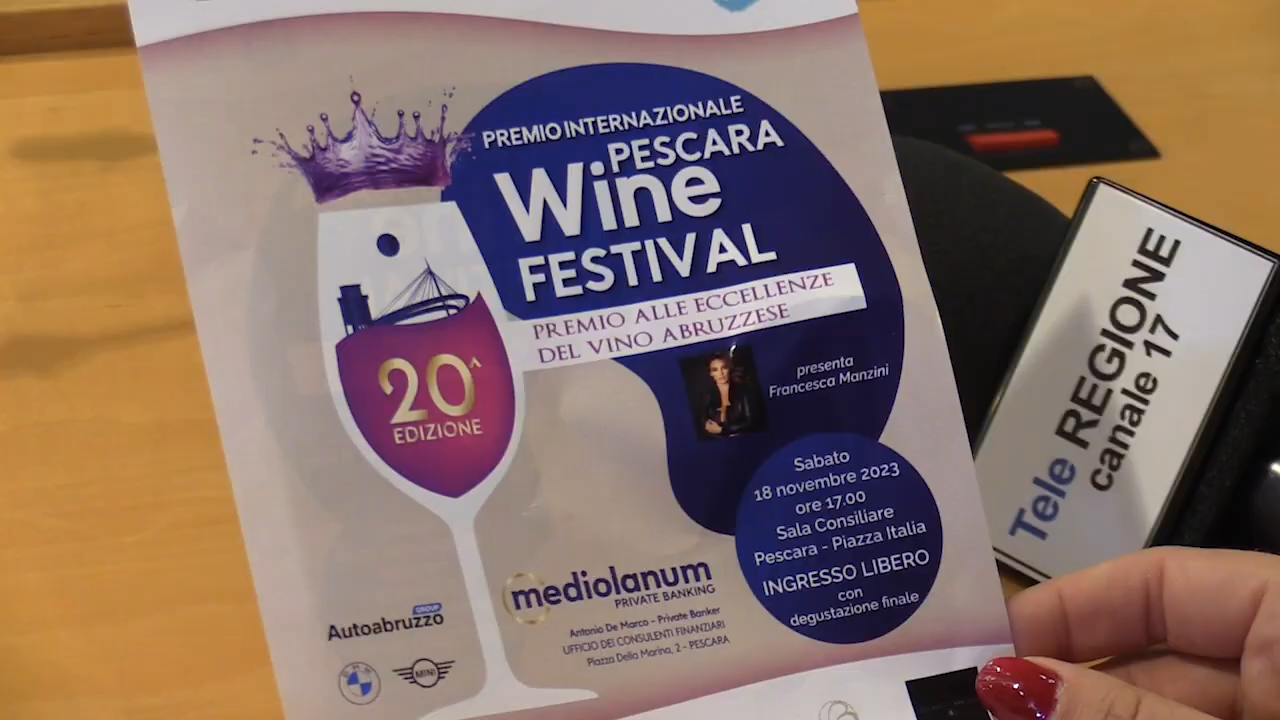 PREMIO INTERNAZIONALE
PESCARA
Wine
FESTIVAL
PREMIO ALLE ECCELLENZE
DEL VINO ABRUZZESE
20^
EDIZIONE
presenta
Francesca Manzini
Sabato
18 novembre 2023
ore 17.00
Sala Consiliare
Pescara - Piazza Italia
INGRESSO LIBERO
con
degustazione finale
mediolanum
PRIVATE BANKING
Antonio De Marco - Private Banker
UFFICIO DEI CONSULENTI FINANZIARI
Piazza Della Marina, 2 - PESCARA
GROUP
Autoabruzzo
BMW
MINI
Tele REGIONE
canale 17